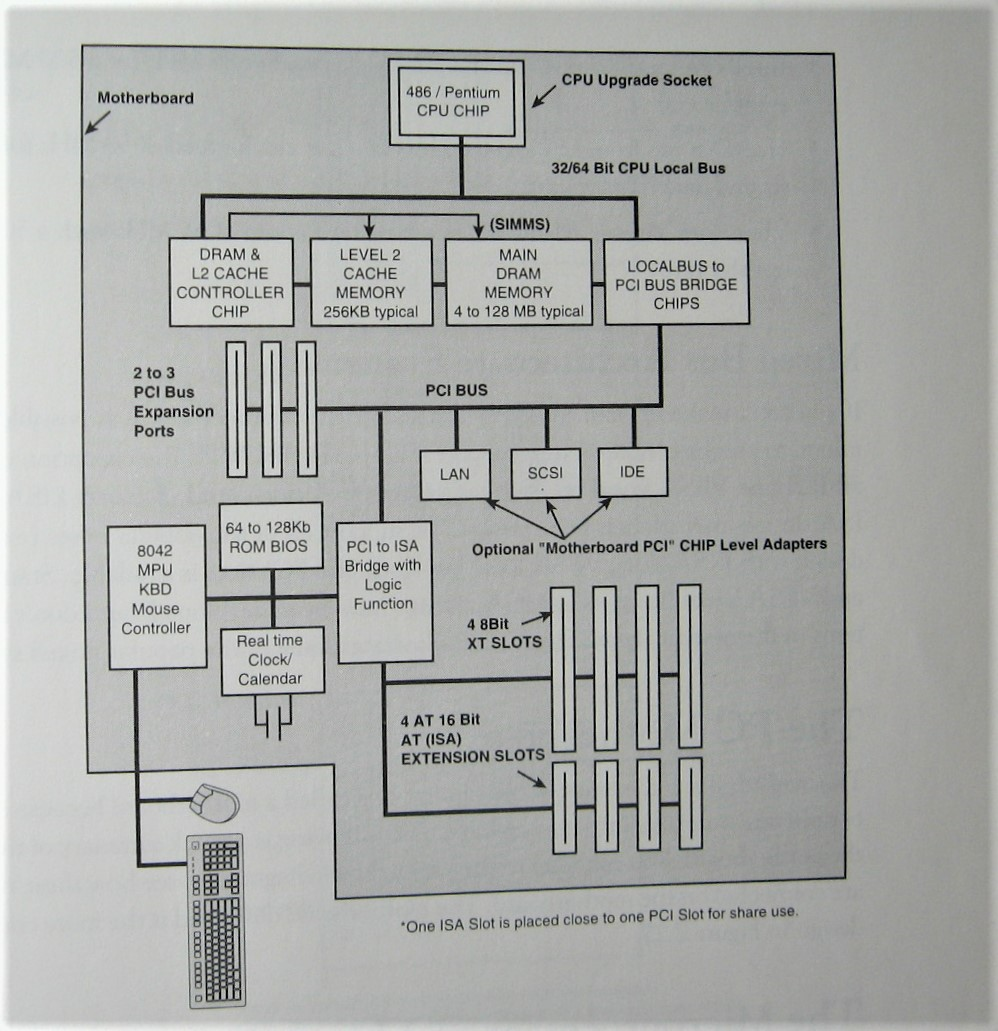 Motherboard
486 / Pentium
CPU CHIP
CPU Upgrade Socket
32/64 Bit CPU Local Bus
(SIMMS)
DRAM &
L2 CACHE
CONTROLLER
CHIP
LEVEL 2
CACHE
MEMORY
256KB typical
MAIN
DRAM
MEMORY
4 to 128 MB typical
LOCALBUS to
PCI BUS BRIDGE
CHIPS
2 to 3
PCI Bus
Expansion
Ports
PCI BUS
LAN
SCSI
IDE
Optional "Motherboard PCI" CHIP Level Adapters
8042
MPU
KBD
Mouse
Controller
64 to 128Kb
ROM BIOS
PCI to ISA
Bridge with
Logic
Function
Real time
Clock/
Calendar
4 8Bit
XT SLOTS
4 AT 16 Bit
AT (ISA)
EXTENSION SLOTS
*One ISA Slot is placed close to one PCI Slot for share use.